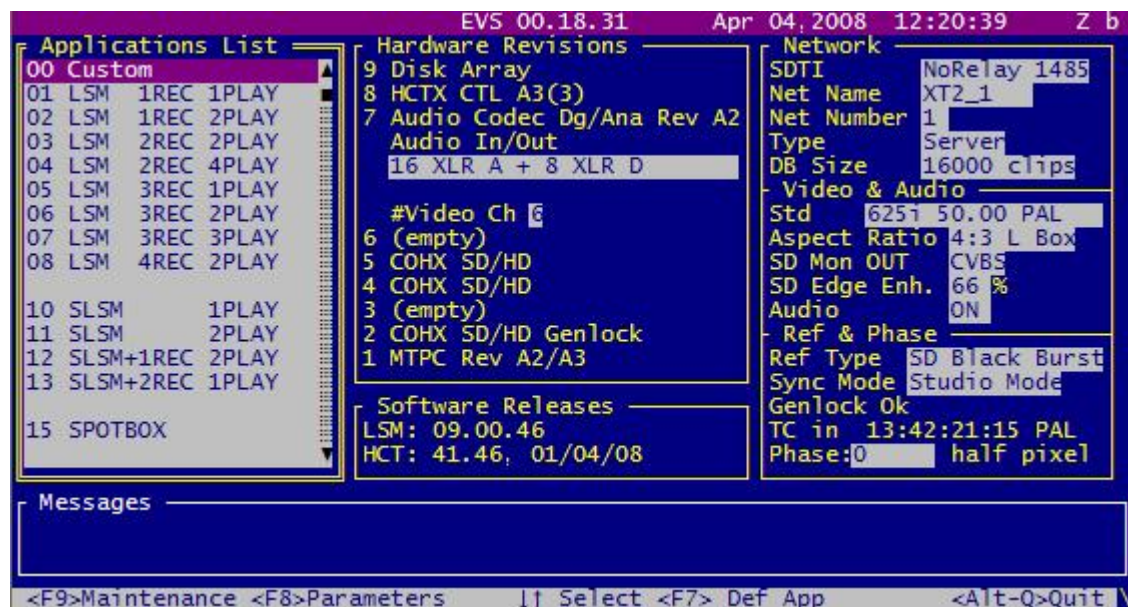 EVS 00.18.31 Apr 04,2008 12:20:39 Z b
Applications List
00 Custom
01 LSM 1REC 1PLAY
02 LSM 1REC 2PLAY
03 LSM 2REC 2PLAY
04 LSM 2REC 4PLAY
05 LSM 3REC 1PLAY
06 LSM 3REC 2PLAY
07 LSM 3REC 3PLAY
08 LSM 4REC 2PLAY
10 SLSM 1PLAY
11 SLSM 2PLAY
12 SLSM+1REC 2PLAY
13 SLSM+2REC 1PLAY
15 SPOTBOX
Hardware Revisions
9 Disk Array
8 HCTX CTL A3(3)
7 Audio Codec Dg/Ana Rev A2
Audio In/Out
16 XLR A + 8 XLR D
#Video Ch 6
6 (empty)
5 COHX SD/HD
4 COHX SD/HD
3 (empty)
2 COHX SD/HD Genlock
1 MTPC Rev A2/A3
Software Releases
LSM: 09.00.46
HCT: 41.46, 01/04/08
Network
SDTI NoRelay 1485
Net Name XT2_1
Net Number 1
Type Server
DB Size 16000 clips
Video & Audio
Std 625i 50.00 PAL
Aspect Ratio 4:3 L Box
SD Mon OUT CVBS
SD Edge Enh. 66 %
Audio ON
Ref & Phase
Ref Type SD Black Burst
Sync Mode Studio Mode
Genlock Ok
TC in 13:42:21:15 PAL
Phase:0 half pixel
Messages
<F9>Maintenance <F8>Parameters ↓↑ Select <F7> Def App <Alt-Q>Quit \